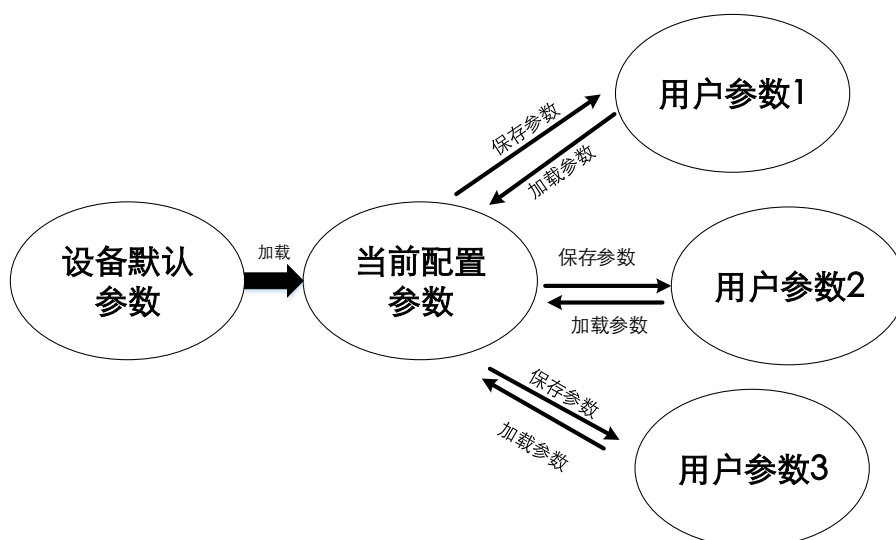 用户参数1
保存参数
加载参数
设备默认
参数
加载
当前配置
参数
保存参数
加载参数
用户参数2
保存参数
加载参数
用户参数3